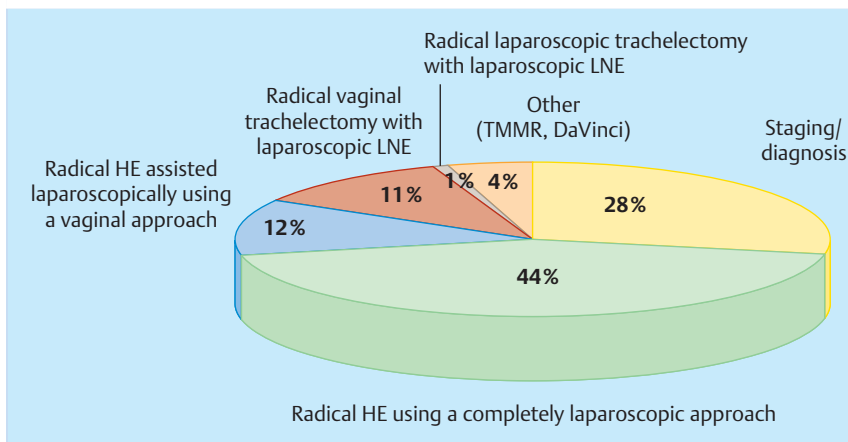 Radical laparoscopic trachelectomy
with laparoscopic LNE
Radical vaginal
trachelectomy with
laparoscopic LNE
Other
(TMMR, DaVinci)
Staging/
diagnosis
Radical HE assisted
laparoscopically using
a vaginal approach
1%
4%
11%
28%
12%
44%
Radical HE using a completely laparoscopic approach